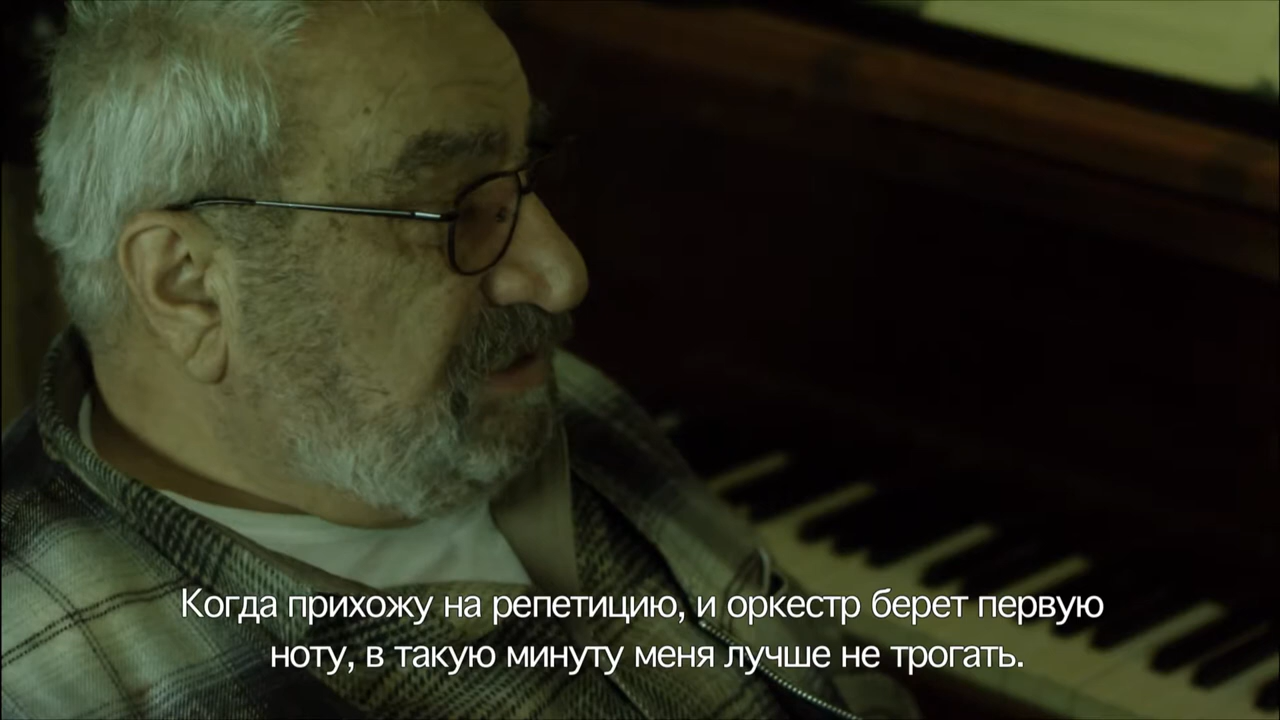 Когда прихожу на репетицию, и оркестр берет первую
ноту, в такую минуту меня лучше не трогать.